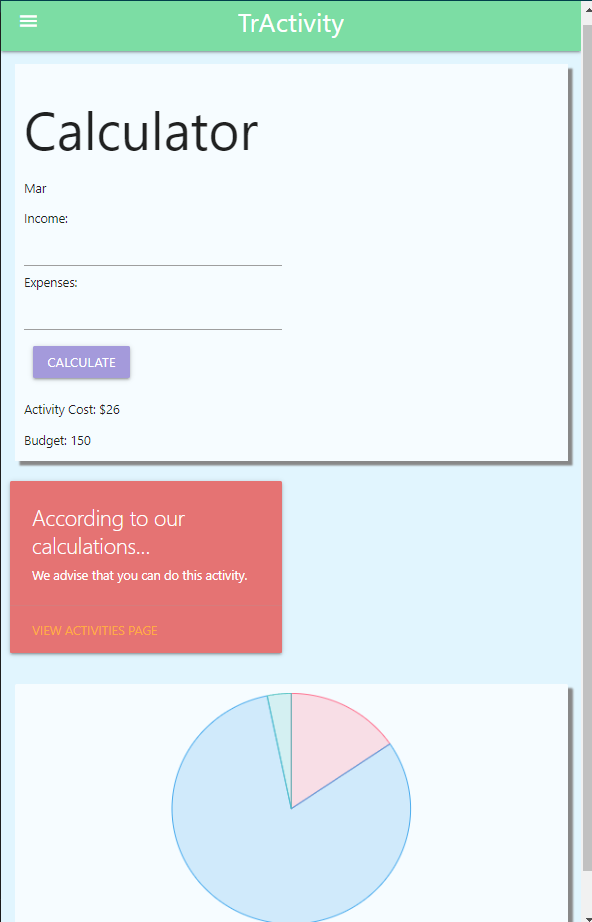 TrActivity
Calculator
Mar
Income:
Expenses:
CALCULATE
Activity Cost: $26
Budget: 150
According to our
calculations...
We advise that you can do this activity.
VIEW ACTIVITIES PAGE